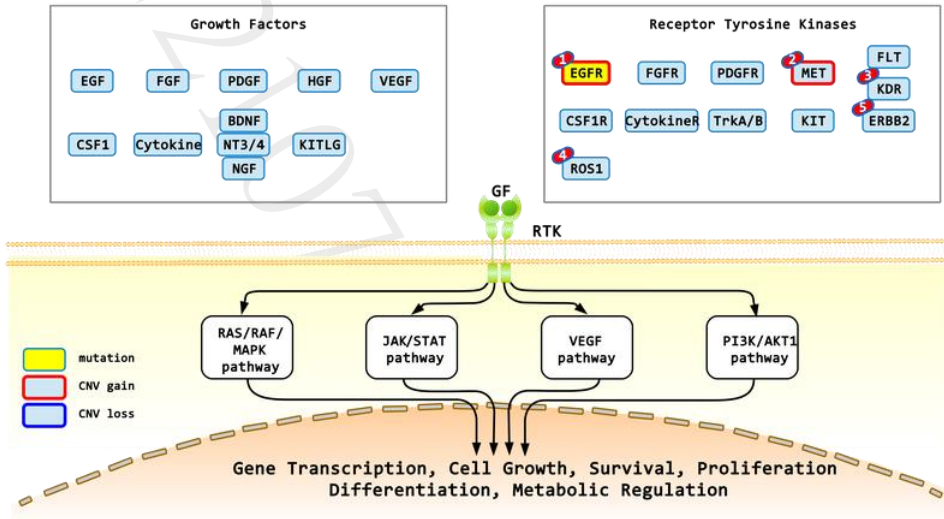 Growth Factors
EGF FGF PDGF HGF VEGF
BDNF
CSF1 Cytokine NT3/4 KITLG
NGF
Receptor Tyrosine Kinases
FLT
1 2 3
EGFR FGFR PDGFR MET KDR
5
CSF1R CytokineR TrkA/B KIT ERBB2
4
ROS1
2107
GF
RTK
RAS/RAF/
MAPK
pathway
JAK/STAT
pathway
VEGF
pathway
PI3K/AKT1
pathway
mutation
CNV gain
CNV loss
Gene Transcription, Cell Growth, Survival, Proliferation
Differentiation, Metabolic Regulation